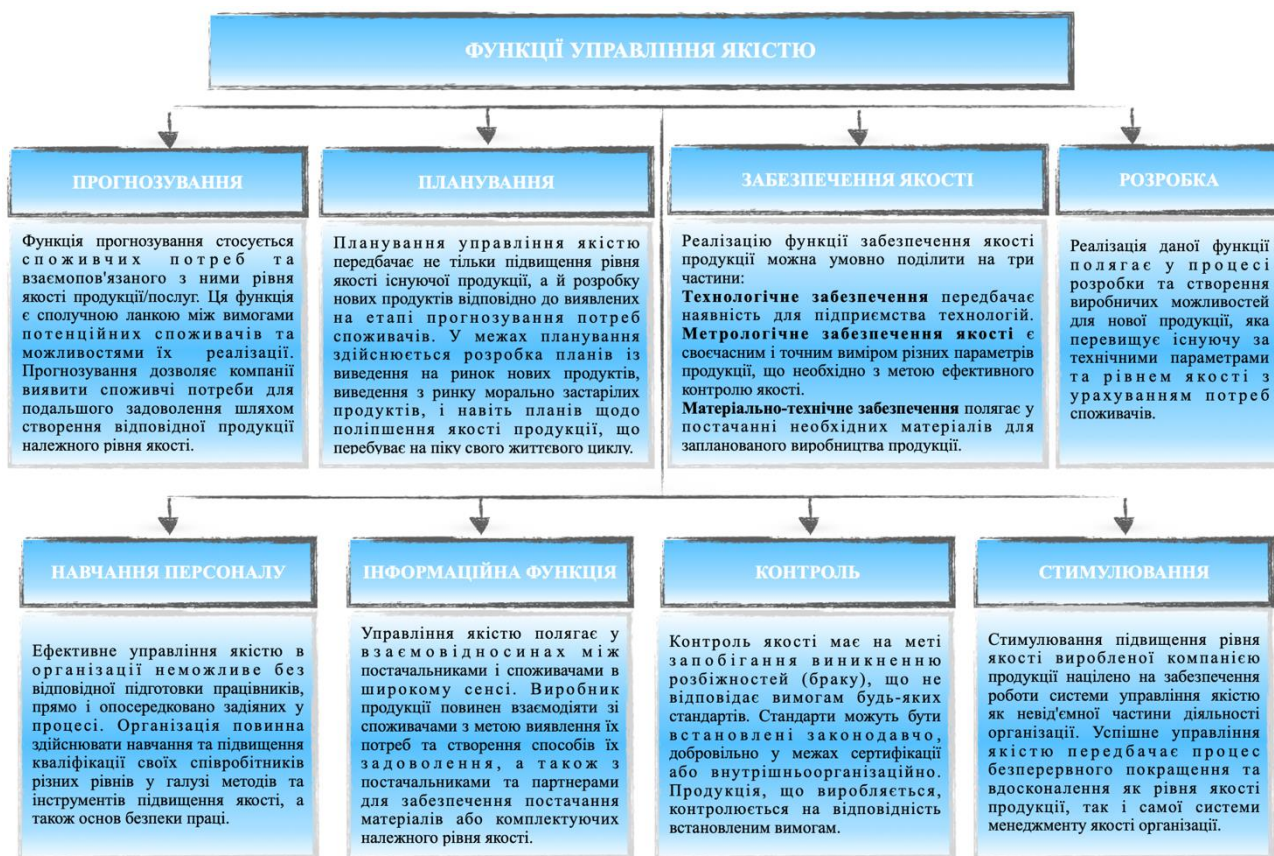 ФУНКЦІЇ УПРАВЛІННЯ ЯКІСТЮ
ПРОГНОЗУВАННЯ
Функція прогнозування стосується
споживчих потреб та
взаємопов'язаного з ними рівня
якості продукції/послуг. Ця функція
є сполучною ланкою між вимогами
потенційних споживачів та
можливостями їх реалізації.
Прогнозування дозволяє компанії
виявити споживчі потреби для
подальшого задоволення шляхом
створення відповідної продукції
належного рівня якості.
ПЛАНУВАННЯ
Планування управління якістю
передбачає не тільки підвищення рівня
якості існуючої продукції, а й розробку
нових продуктів відповідно до виявлених
на етапі прогнозування потреб
споживачів. У межах планування
здійснюється розробка планів із
виведення на ринок нових продуктів,
виведення з ринку морально застарілих
продуктів, і навіть планів щодо
поліпшення якості продукції, що
перебуває на піку свого життєвого циклу.
ЗАБЕЗПЕЧЕННЯ ЯКОСТІ
Реалізацію функції забезпечення якості
продукції можна умовно поділити на три
частини:
Технологічне забезпечення передбачає
наявність для підприємства технологій.
Метрологічне забезпечення якості є
своєчасним і точним виміром різних параметрів
продукції, що необхідно з метою ефективного
контролю якості.
Матеріально-технічне забезпечення полягає у
постачанні необхідних матеріалів для
запланованого виробництва продукції.
РОЗРОБКА
Реалізація даної функції
полягає у процесі
розробки та створення
виробничих можливостей
для нової продукції, яка
перевищує існуючу за
технічними параметрами
та рівнем якості з
урахуванням потреб
споживачів.
НАВЧАННЯ ПЕРСОНАЛУ
Ефективне управління якістю в
організації неможливе без
відповідної підготовки працівників,
прямо і опосередковано задіяних у
процесі. Організація повинна
здійснювати навчання та підвищення
кваліфікації своїх співробітників
різних рівнів у галузі методів та
інструментів підвищення якості, а
також основ безпеки праці.
ІНФОРМАЦІЙНА ФУНКЦІЯ
Управління якістю полягає у
взаємовідносинах між
постачальниками і споживачами в
широкому сенсі. Виробник
продукції повинен взаємодіяти зі
споживачами з метою виявлення їх
потреб та створення способів їх
задоволення, а також з
постачальниками та партнерами
для забезпечення постачання
матеріалів або комплектуючих
належного рівня якості.
КОНТРОЛЬ
Контроль якості має на меті
запобігання виникненню
розбіжностей (браку), що не
відповідає вимогам будь-яких
стандартів. Стандарти можуть бути
встановлені законодавчо,
добровільно у межах сертифікації
або внутрішньоорганізаційно.
Продукція, що виробляється,
контролюється на відповідність
встановленим вимогам.
СТИМУЛЮВАННЯ
Стимулювання підвищення рівня
якості виробленої компанією
продукції націлено на забезпечення
роботи системи управління якістю
як невід'ємної частини діяльності
організації. Успішне управління
якістю передбачає процес
безперервного покращення та
вдосконалення як рівня якості
продукції, так і самої системи
менеджменту якості організації.